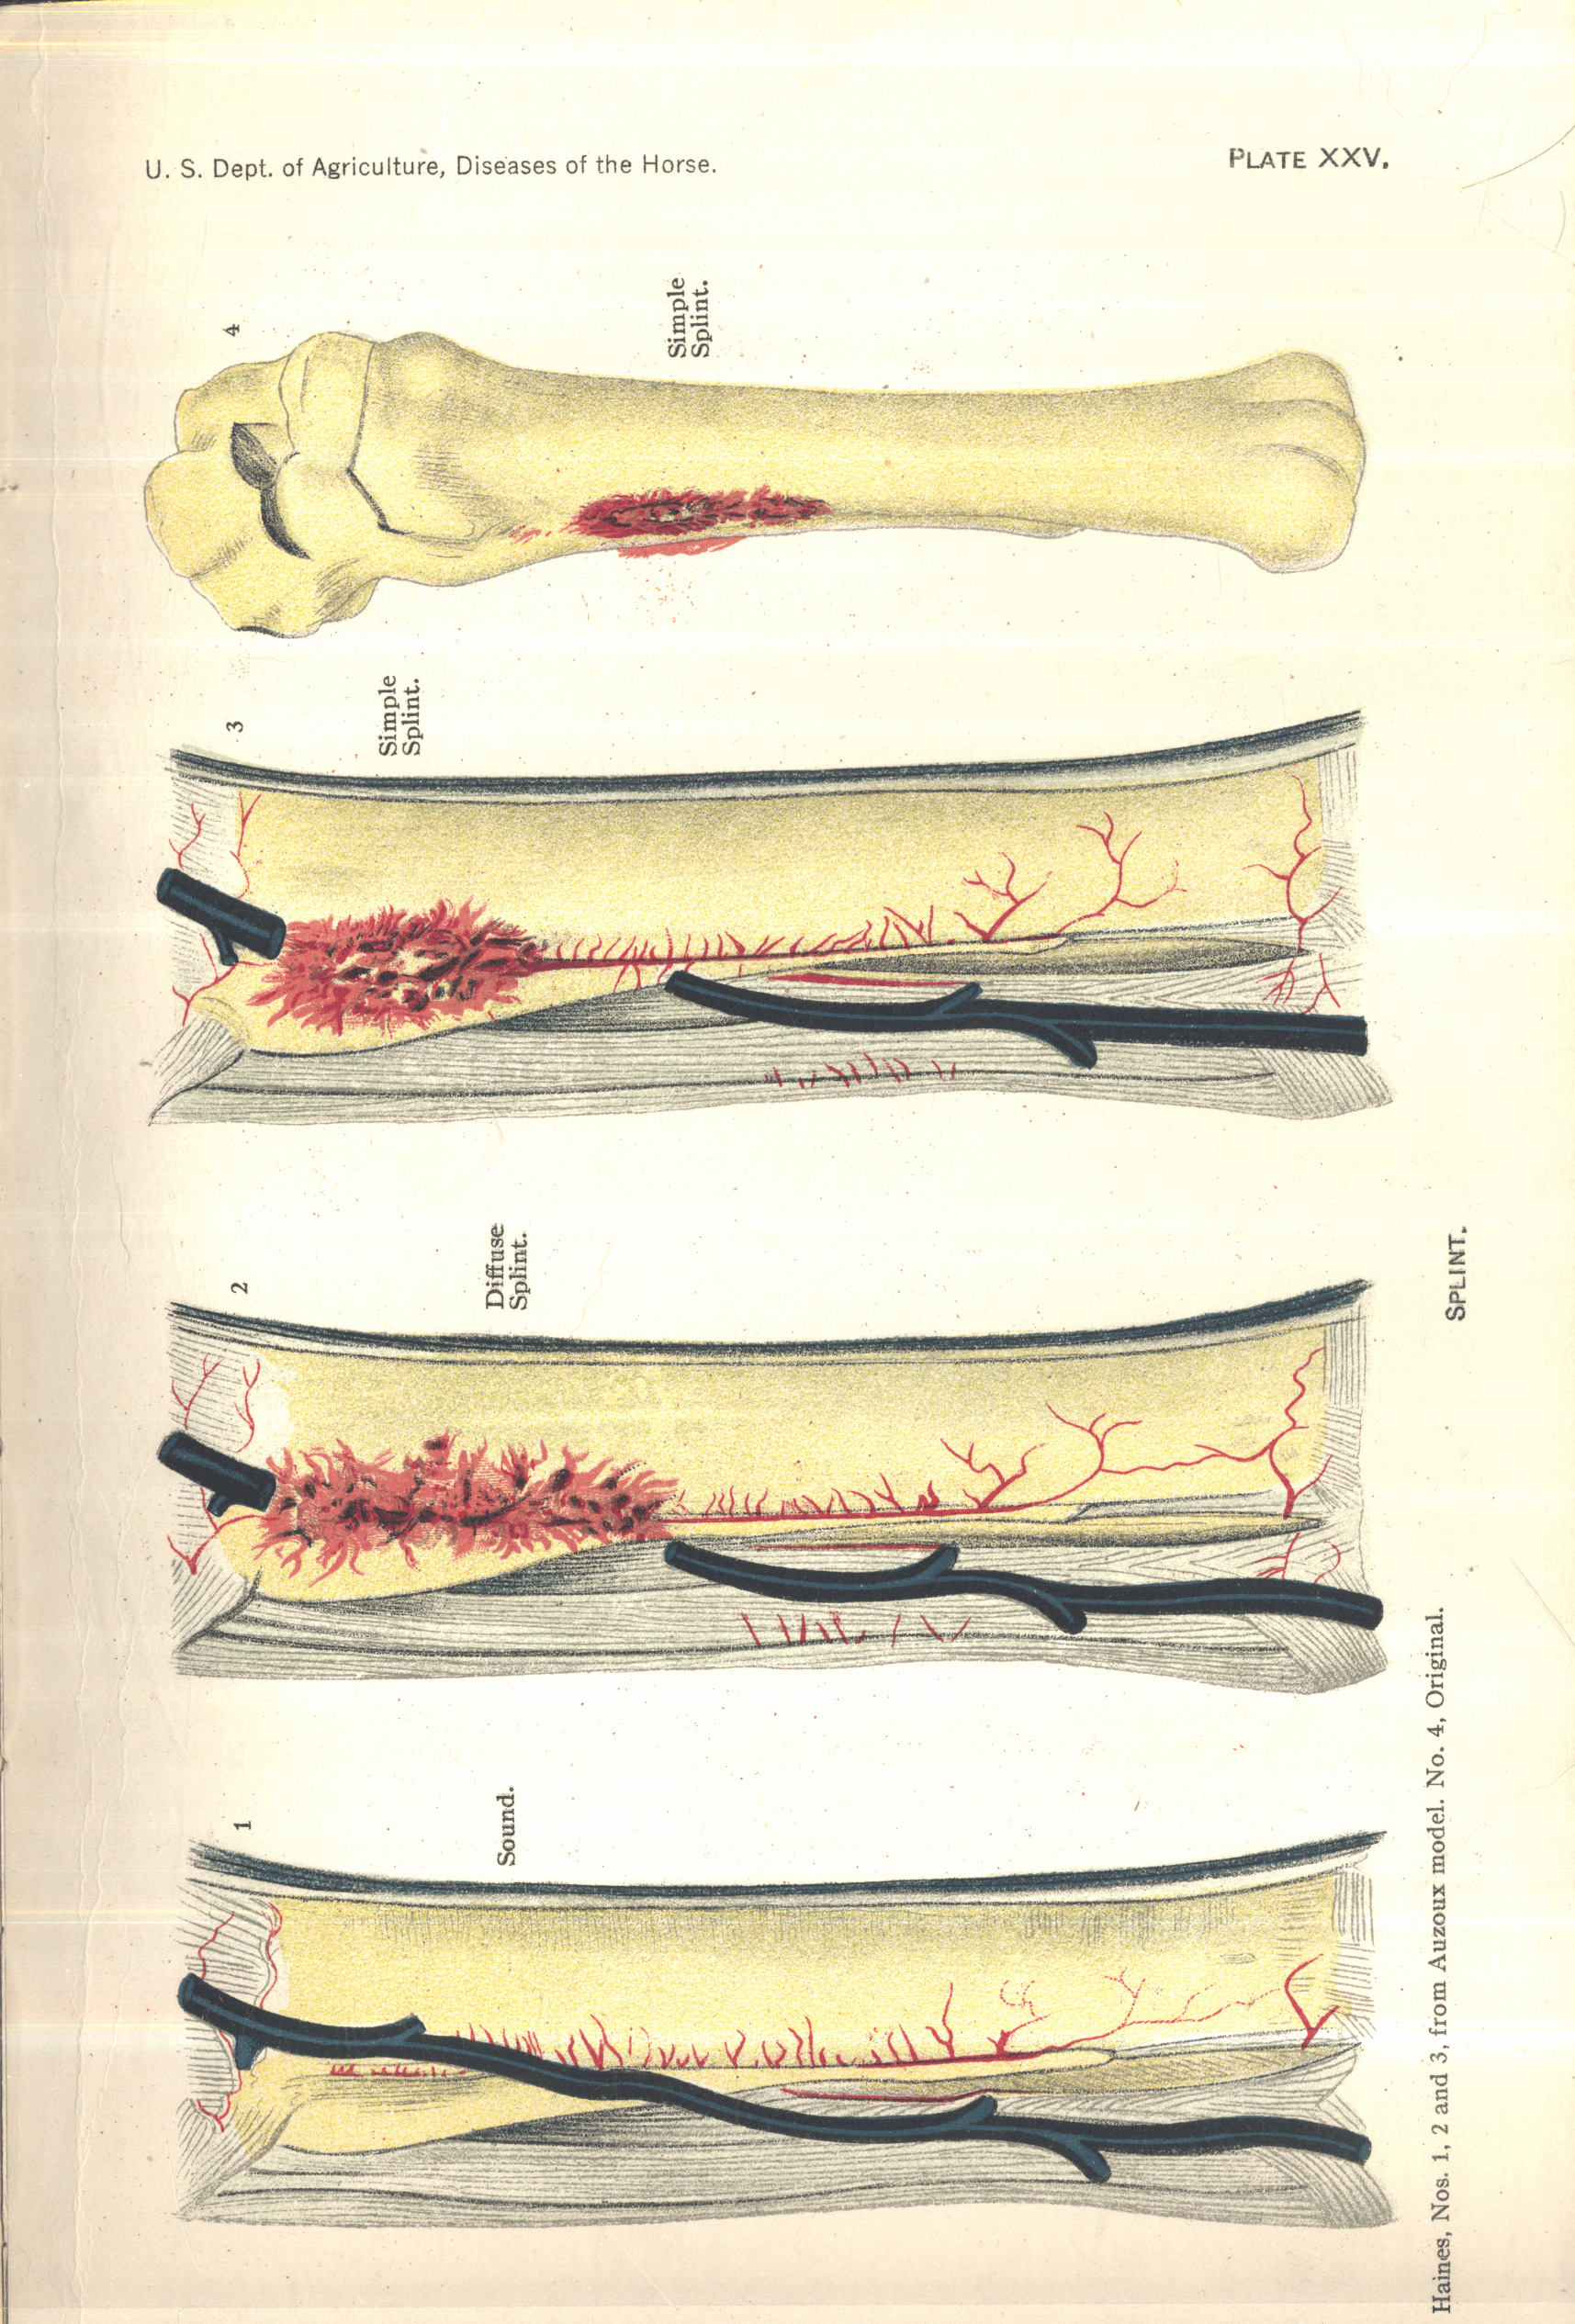 U. S. Dept. of Agriculture, Diseases of the Horse.
PLATE XXV.
4
Simple
Splint.
3
Simple
Splint.
2
Diffuse
Splint.
1
Sound.
Haines, Nos. 1, 2 and 3, from Auzoux model. No. 4, Original.
SPLINT.